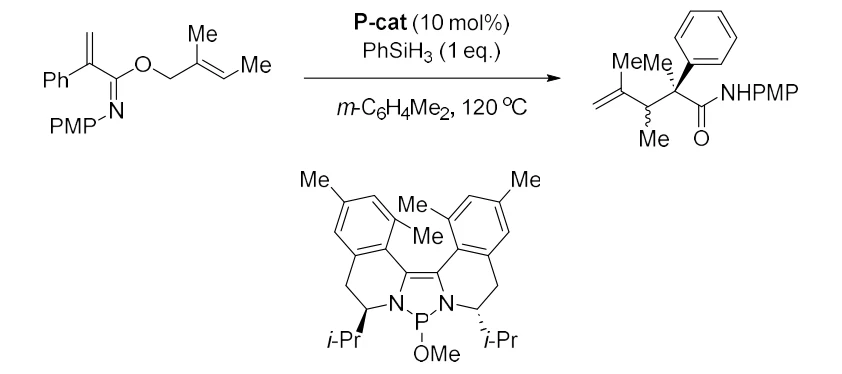 P-cat (10 mol%)
PhSiH3 (1 eq.)
m-C6H4Me2, 120 ºC
Ph
O
Me
Me
N
PMP
MeMe
Me
NHPMP
O
Me
Me
Me
Me
N
N
P
i-Pr
i-Pr
OMe